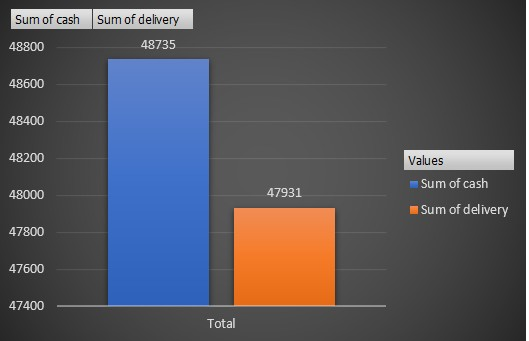 Sum of cash Sum of delivery
48800
48600
48400
48200
48000
47800
47600
47400
48735
47931
Total
Values
Sum of cash
Sum of delivery